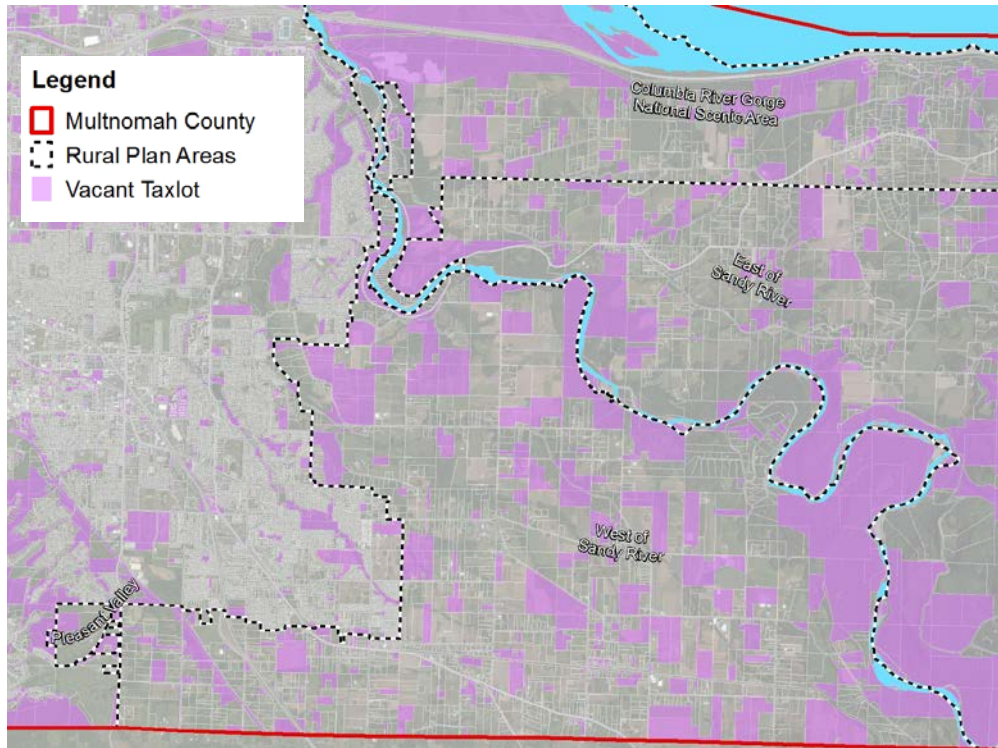 Legend
Multnomah County
Rural Plan Areas
Vacant Taxlot
Columbia River Gorge
National Scenic Area
East of
Sandy River
West of
Sandy River
Pleasant Valley